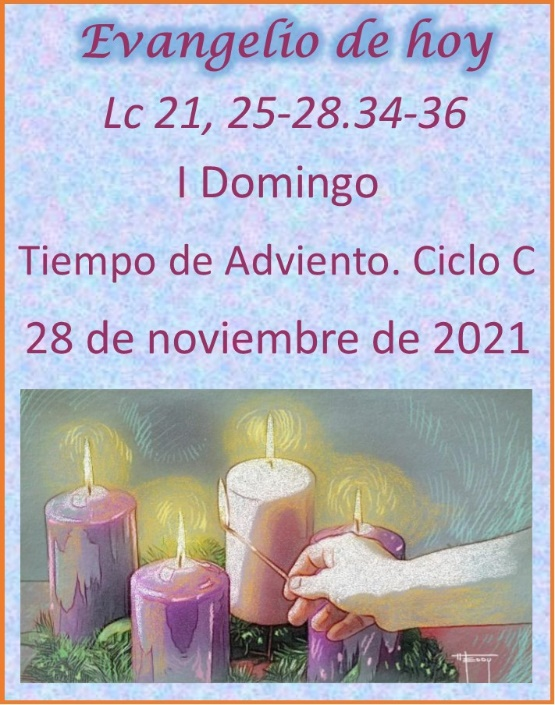 Evangelio de hoy
Lc 21, 25-28.34-36
I Domingo
Tiempo de Adviento. Ciclo C
28 de noviembre de 2021